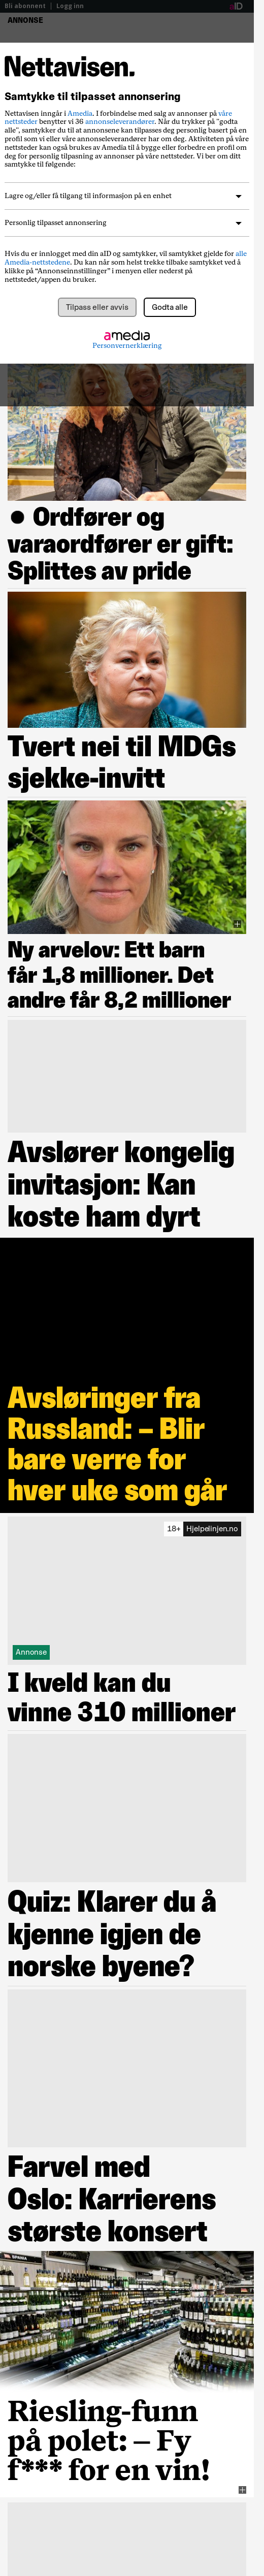 Bli abonnent | Logg inn
aID
ANNONSE
Nettavisen.
Samtykke til tilpasset annonsering
Nettavisen inngår i Amedia. I forbindelse med salg av annonser på våre
nettsteder benytter vi 36 annonseleverandører. Når du trykker på "godta
alle", samtykker du til at annonsene kan tilpasses deg personlig basert på en
profil som vi eller våre annonseleverandører har om deg. Aktiviteten på våre
nettsteder kan også brukes av Amedia til å bygge eller forbedre en profil om
deg for personlig tilpasning av annonser på våre nettsteder. Vi ber om ditt
samtykke til følgende:
Lagre og/eller få tilgang til informasjon på en enhet
Personlig tilpasset annonsering
Hvis du er innlogget med din aID og samtykker, vil samtykket gjelde for alle
Amedia-nettstedene. Du kan når som helst trekke tilbake samtykket ved å
klikke på "Annonseinnstillinger" i menyen eller nederst på
nettstedet/appen du bruker.
Tilpass eller avvis
Godta alle
amedia
Personvernerklæring
Ordfører og
varaordfører er gift:
Splittes av pride
Tvert nei til MDGs
sjekke-invitt
Ny arvelov: Ett barn
får 1,8 millioner. Det
andre får 8,2 millioner
Avslører kongelig
invitasjon: Kan
koste ham dyrt
Avsløringer fra
Russland: – Blir
bare verre for
hver uke som går
18+ Hjelpelinjen.no
Annonse
I kveld kan du
vinne 310 millioner
Quiz: Klarer du å
kjenne igjen de
norske byene?
Farvel med
Oslo: Karrierens
største konsert
Riesling-funn
på polet: – Fy
f*** for en vin!